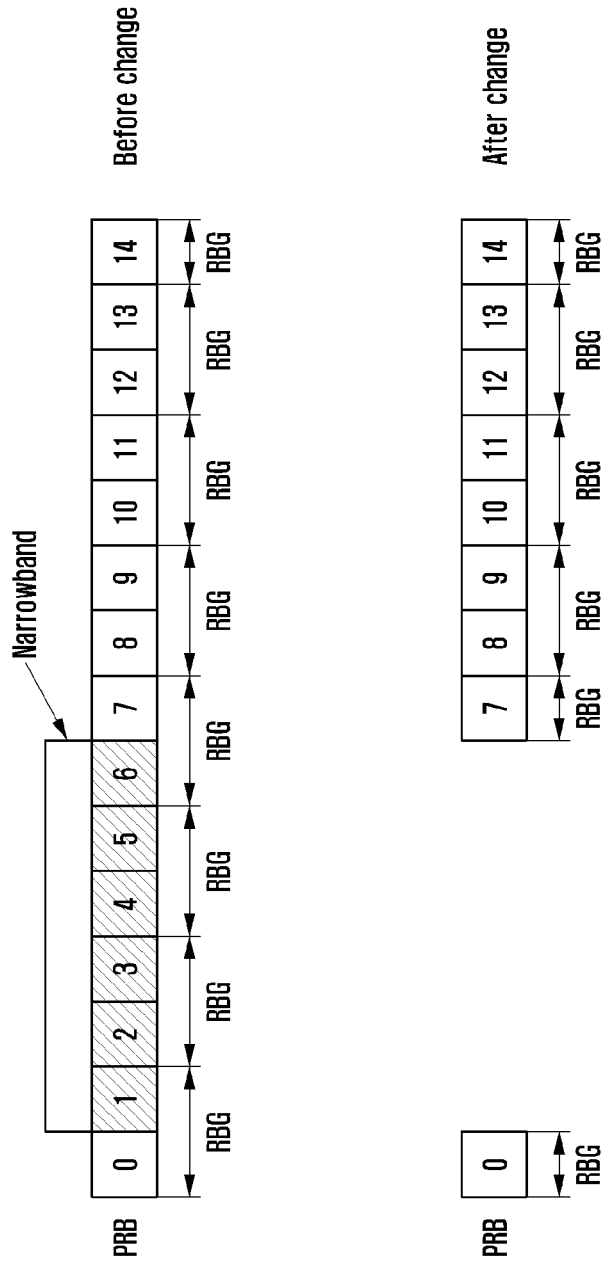 Narrowband
PRB 0 1 2 3 4 5 6 7 8 9 10 11 12 13 14 Before change
RBG RBG RBG RBG RBG RBG RBG RBG
PRB 0 7 8 9 10 11 12 13 14 After change
RBG RBG RBG RBG RBG RBG